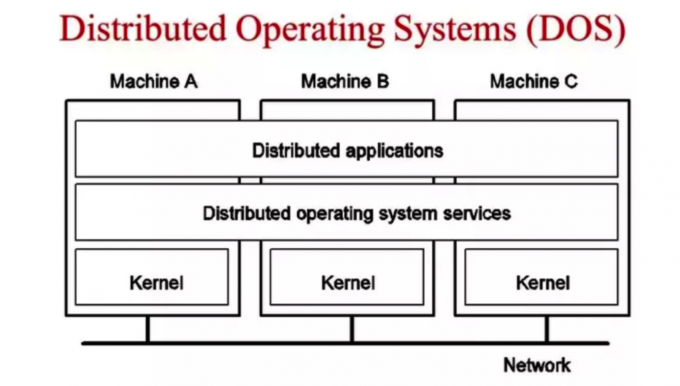 Distributed Operating Systems (DOS)
Machine A Machine B Machine C
Distributed applications
Distributed operating system services
Kernel Kernel Kernel
Network